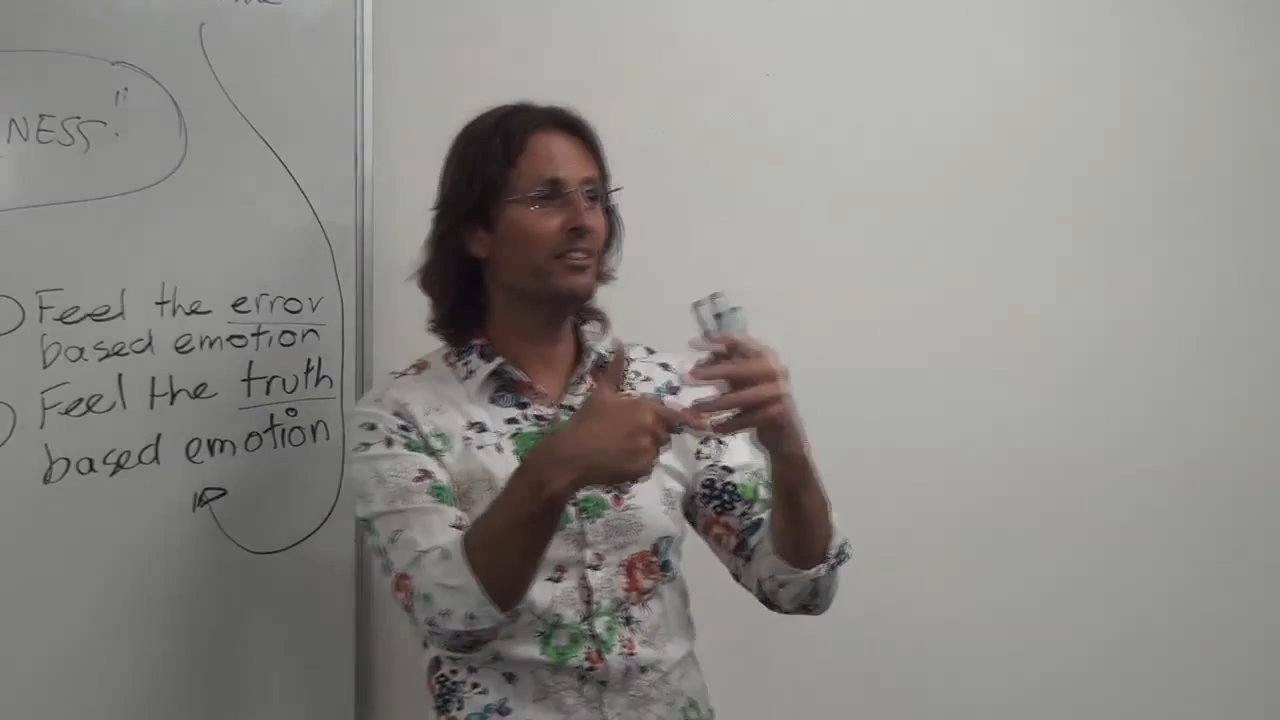 NESS."
Feel the error
based emotion
Feel the truth
based emotion